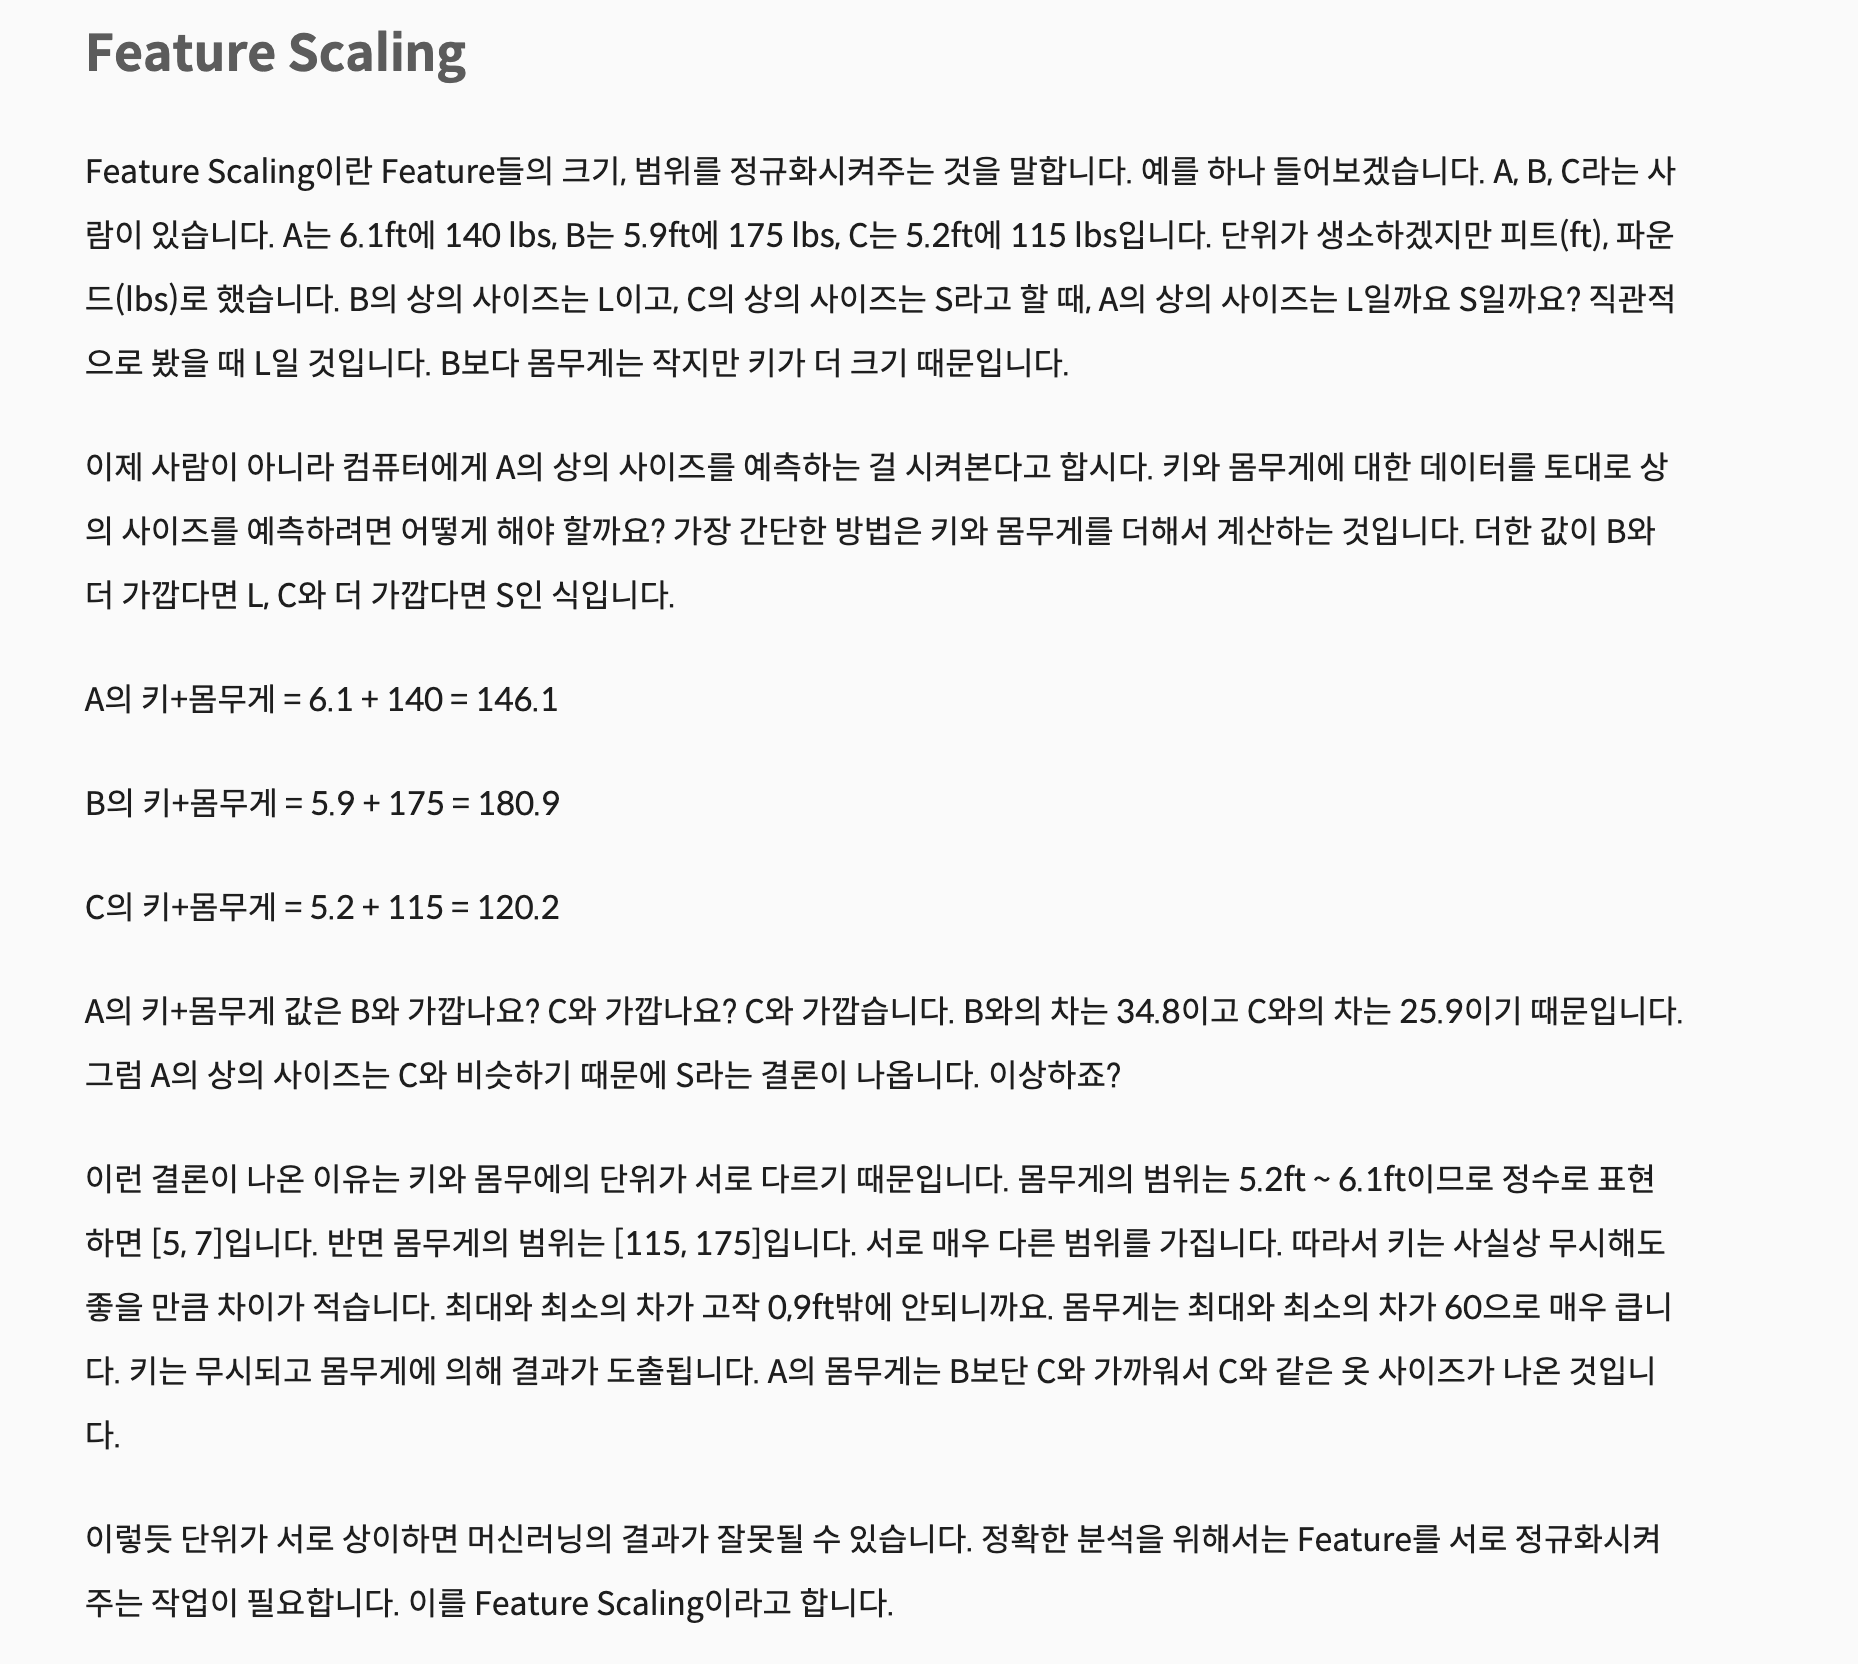 Feature Scaling
Feature Scaling이란 Feature들의 크기, 범위를 정규화시켜주는 것을 말합니다. 예를 하나 들어보겠습니다. A, B, C라는 사
람이 있습니다. A는 6.1ft에 140 lbs, B는 5.9ft에 175 lbs, C는 5.2ft에 115 lbs입니다. 단위가 생소하겠지만 피트(ft), 파운
드(lbs)로 했습니다. B의 상의 사이즈는 L이고, C의 상의 사이즈는 S라고 할 때, A의 상의 사이즈는 L일까요 S일까요? 직관적
으로 봤을 때 L일 것입니다. B보다 몸무게는 작지만 키가 더 크기 때문입니다.
이제 사람이 아니라 컴퓨터에게 A의 상의 사이즈를 예측하는 걸 시켜본다고 합시다. 키와 몸무게에 대한 데이터를 토대로 상
의 사이즈를 예측하려면 어떻게 해야 할까요? 가장 간단한 방법은 키와 몸무게를 더해서 계산하는 것입니다. 더한 값이 B와
더 가깝다면 L, C와 더 가깝다면 S인 식입니다.
A의 키+몸무게 = 6.1 + 140 = 146.1
B의 키+몸무게 = 5.9 + 175 = 180.9
C의 키+몸무게 = 5.2 + 115 = 120.2
A의 키+몸무게 값은 B와 가깝나요? C와 가깝나요? C와 가깝습니다. B와의 차는 34.8이고 C와의 차는 25.9이기 때문입니다.
그럼 A의 상의 사이즈는 C와 비슷하기 때문에 S라는 결론이 나옵니다. 이상하죠?
이런 결론이 나온 이유는 키와 몸무에의 단위가 서로 다르기 때문입니다. 몸무게의 범위는 5.2ft ~ 6.1ft이므로 정수로 표현
하면 [5, 7]입니다. 반면 몸무게의 범위는 [115, 175]입니다. 서로 매우 다른 범위를 가집니다. 따라서 키는 사실상 무시해도
좋을 만큼 차이가 적습니다. 최대와 최소의 차가 고작 0,9ft밖에 안되니까요. 몸무게는 최대와 최소의 차가 60으로 매우 큽니
다. 키는 무시되고 몸무게에 의해 결과가 도출됩니다. A의 몸무게는 B보단 C와 가까워서 C와 같은 옷 사이즈가 나온 것입니
다.
이렇듯 단위가 서로 상이하면 머신러닝의 결과가 잘못될 수 있습니다. 정확한 분석을 위해서는 Feature를 서로 정규화시켜
주는 작업이 필요합니다. 이를 Feature Scaling이라고 합니다.